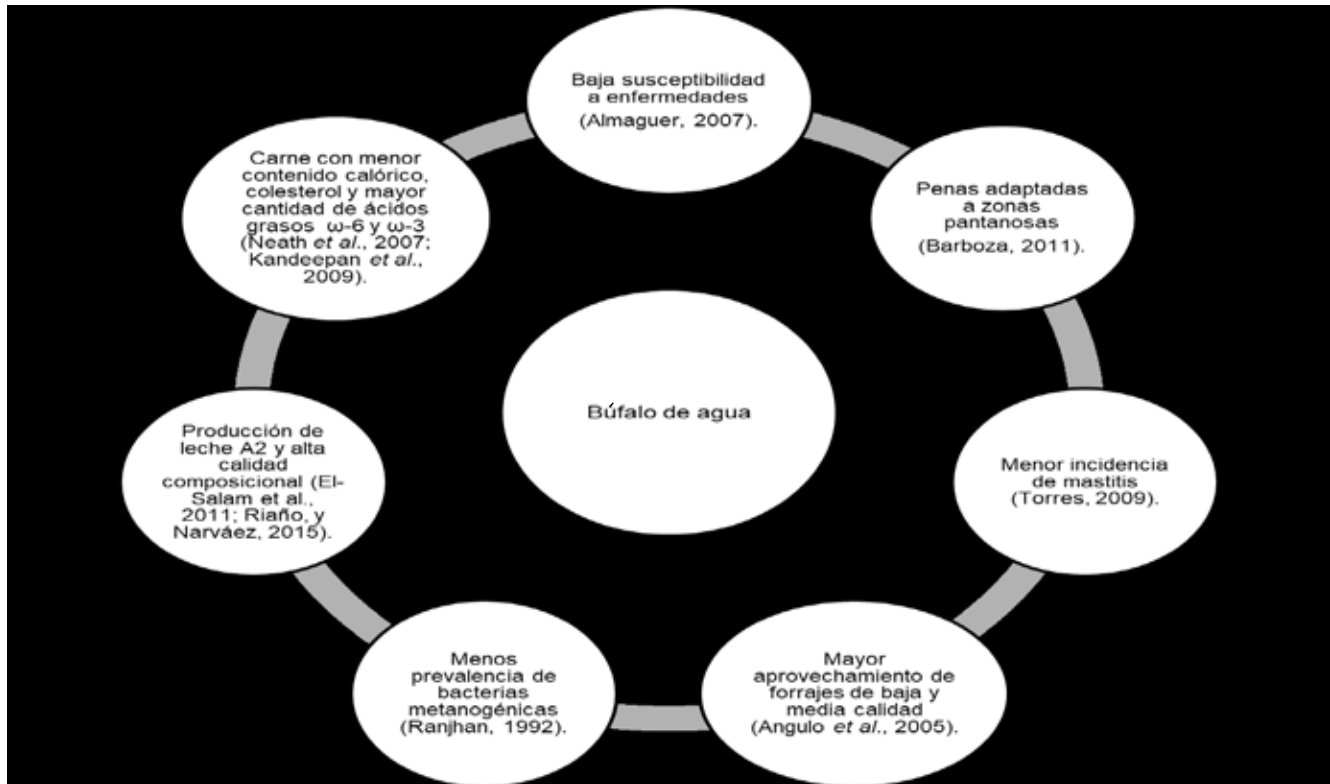 Baja susceptibilidad
a enfermedades
(Almaguer, 2007).
Penas adaptadas
a zonas
pantanosas
(Barboza, 2011).
Menor incidencia
de mastitis
(Torres, 2009).
Mayor
aprovechamiento de
forrajes de baja y
media calidad
(Angulo et al., 2005).
Menos
prevalencia de
bacterias
metanogénicas
(Ranjhan, 1992).
Producción de
leche A2 y alta
calidad
composicional (El-
Salam et al.,
2011; Riaño, y
Narváez, 2015).
Carne con menor
contenido calórico,
colesterol y mayor
cantidad de ácidos
grasos ω-6 y ω-3
(Neath et al., 2007;
Kandeepan et al.,
2009).
Búfalo de agua